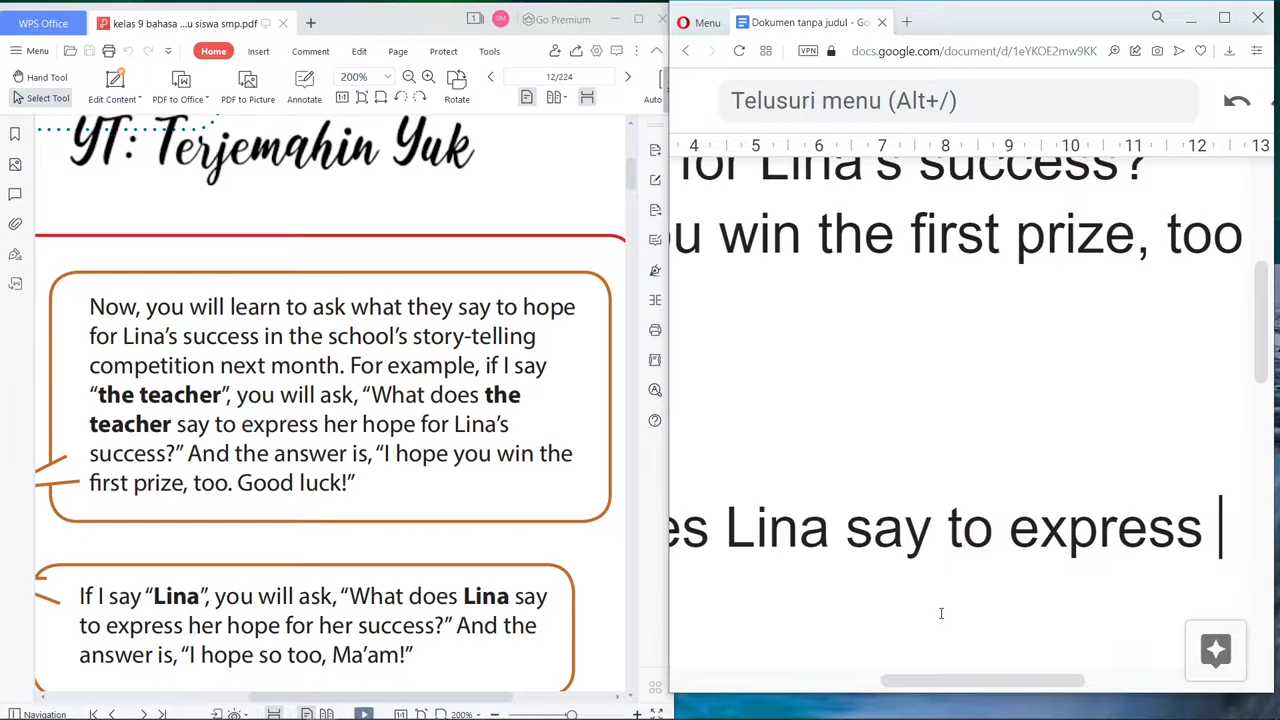 WPS Office
kelas 9 bahasa ...u siswa smp.pdf
1
SM
Go Premium
Menu
Home
Insert
Comment
Edit
Page
Protect
Tools
Hand Tool
Select Tool
Edit Content
PDF to Office
PDF to Picture
Annotate
200%
Rotate
12/224
Auto
YT: Terjemahin Yuk
Now, you will learn to ask what they say to hope
for Lina's success in the school's story-telling
competition next month. For example, if I say
“the teacher”, you will ask, “What does the
teacher say to express her hope for Lina's
success?” And the answer is, “I hope you win the
first prize, too. Good luck!”
If I say “Lina”, you will ask, “What does Lina say
to express her hope for her success?” And the
answer is, “I hope so too, Ma'am!”
Navigation
200%
Menu
Dokumen tanpa judul - Go
VPN
docs.google.com/document/d/1eYKOE2mw9KK
Telusuri menu (Alt+/)
4 5 6 7 8 9 10 11 12 13
for Lina's success?
u win the first prize, too
es Lina say to express